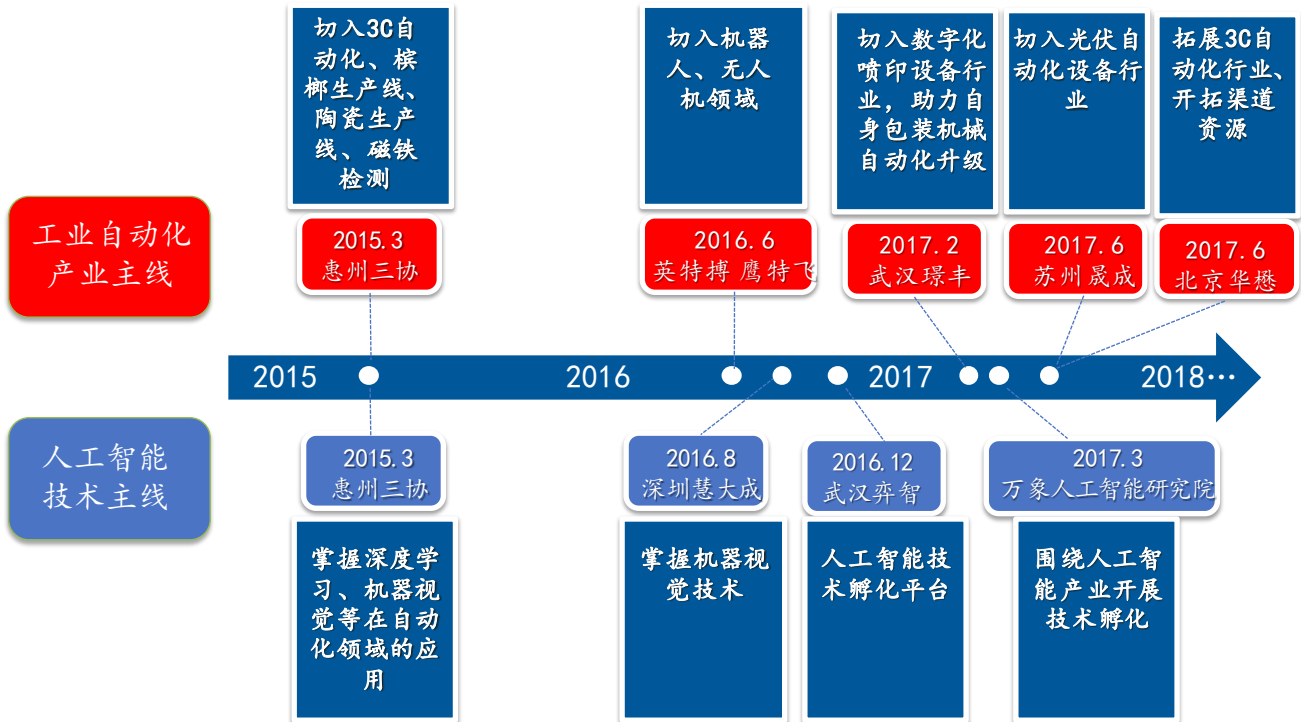 切入3C自
动化、槟
榔生产线、
陶瓷生产
线、磁铁
检测
切入机器
人、无人
机领域
切入数字化
喷印设备行
业，助力自
身包装机械
自动化升级
切入光伏自
动化设备行
业
拓展3C自
动化行业、
开拓渠道
资源
工业自动化
产业主线
2015.3
惠州三协
2016.6
英特搏 鹰特飞
2017.2
武汉璟丰
2017.6
苏州晟成
2017.6
北京华懋
2015
2016
2017
2018…
人工智能
技术主线
2015.3
惠州三协
2016.8
深圳慧大成
2016.12
武汉弈智
2017.3
万象人工智能研究院
掌握深度学
习、机器视
觉等在自动
化领域的应
用
掌握机器视
觉技术
人工智能技
术孵化平台
围绕人工智
能产业开展
技术孵化